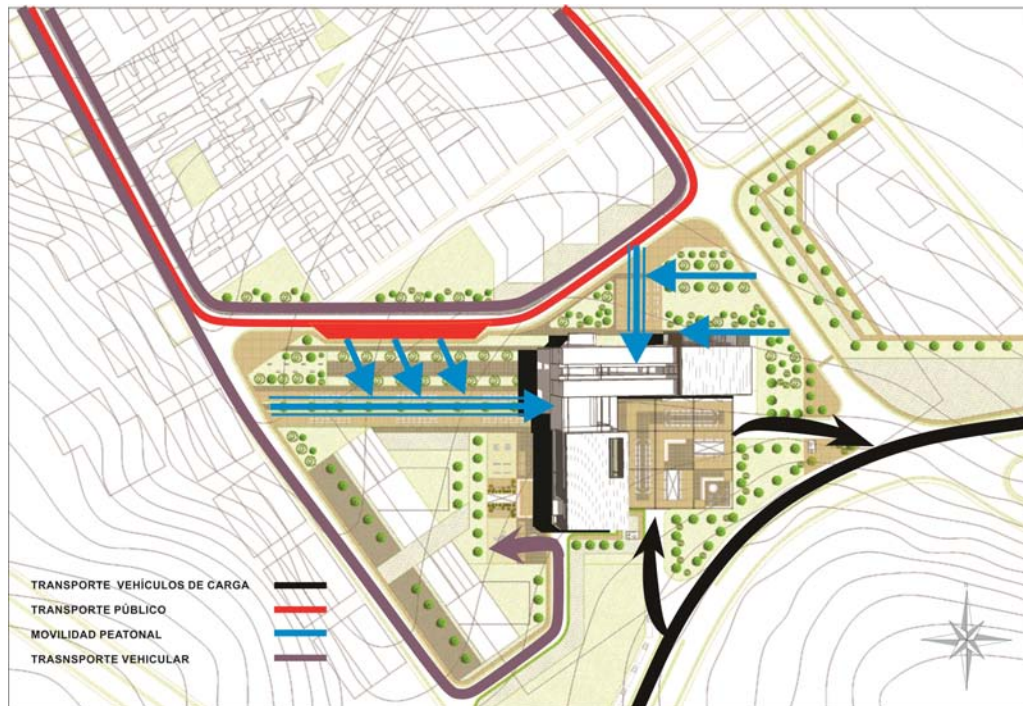 TRANSPORTE VEHÍCULOS DE CARGA
TRANSPORTE PÚBLICO
MOVILIDAD PEATONAL
TRASNSPORTE VEHICULAR